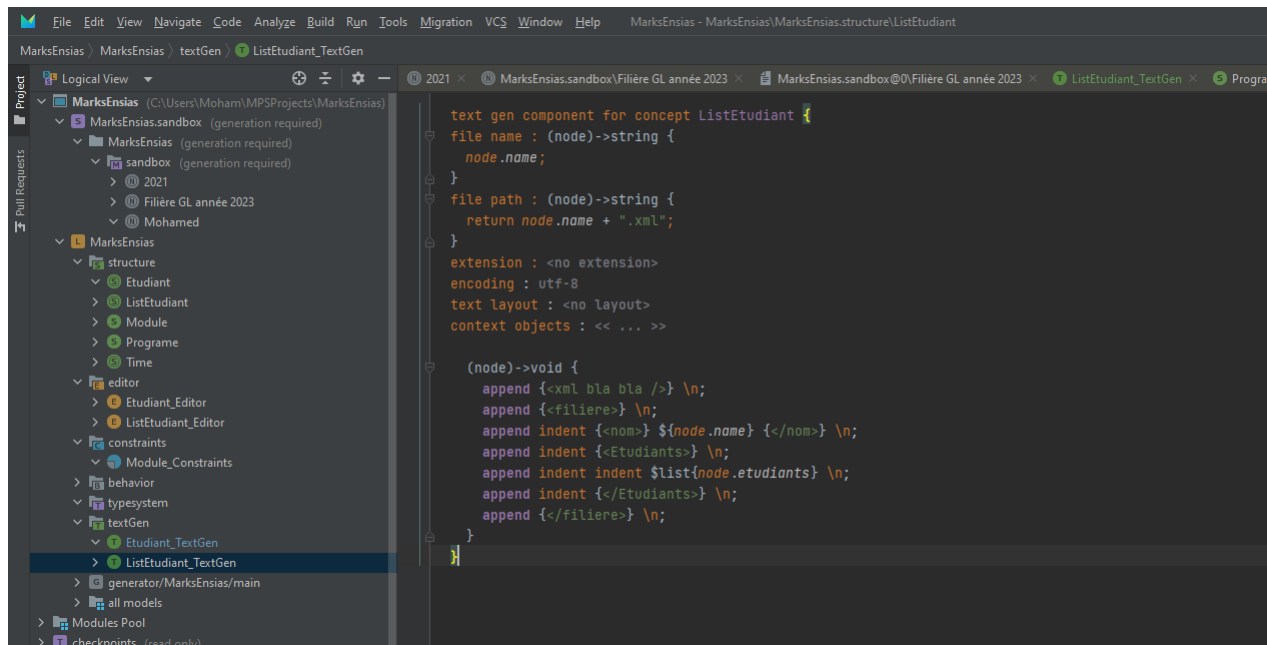 File Edit View Navigate Code Analyze Build Run Tools Migration VCS Window Help MarksEnsias - MarksEnsias\MarksEnsias.structure\ListEtudiant
MarksEnsias MarksEnsias textGen ListEtudiant_TextGen
Project
Pull Requests
Logical View
MarksEnsias (C:\Users\Moham\MPSProjects\MarksEnsias)
MarksEnsias.sandbox (generation required)
MarksEnsias (generation required)
sandbox (generation required)
2021
Filière GL année 2023
Mohamed
MarksEnsias
structure
Etudiant
ListEtudiant
Module
Programe
Time
editor
Etudiant_Editor
ListEtudiant_Editor
constraints
Module_Constraints
behavior
typesystem
textGen
Etudiant_TextGen
ListEtudiant_TextGen
generator/MarksEnsias/main
all models
Modules Pool
checkpoints (read only)
2021 MarksEnsias.sandbox\Filière GL année 2023 MarksEnsias.sandbox@0\Filière GL année 2023 ListEtudiant_TextGen Progra
text gen component for concept ListEtudiant {
file name : (node)->string {
node.name;
}
file path : (node)->string {
return node.name + ".xml";
}
extension : <no extension>
encoding : utf-8
text layout : <no layout>
context objects : << ... >>
(node)->void {
append {<xml bla bla />} \n;
append {<filiere>} \n;
append indent {<nom>} ${node.name} {</nom>} \n;
append indent {<Etudiants>} \n;
append indent indent $list{node.etudiants} \n;
append indent {</Etudiants>} \n;
append {</filiere>} \n;
}
}